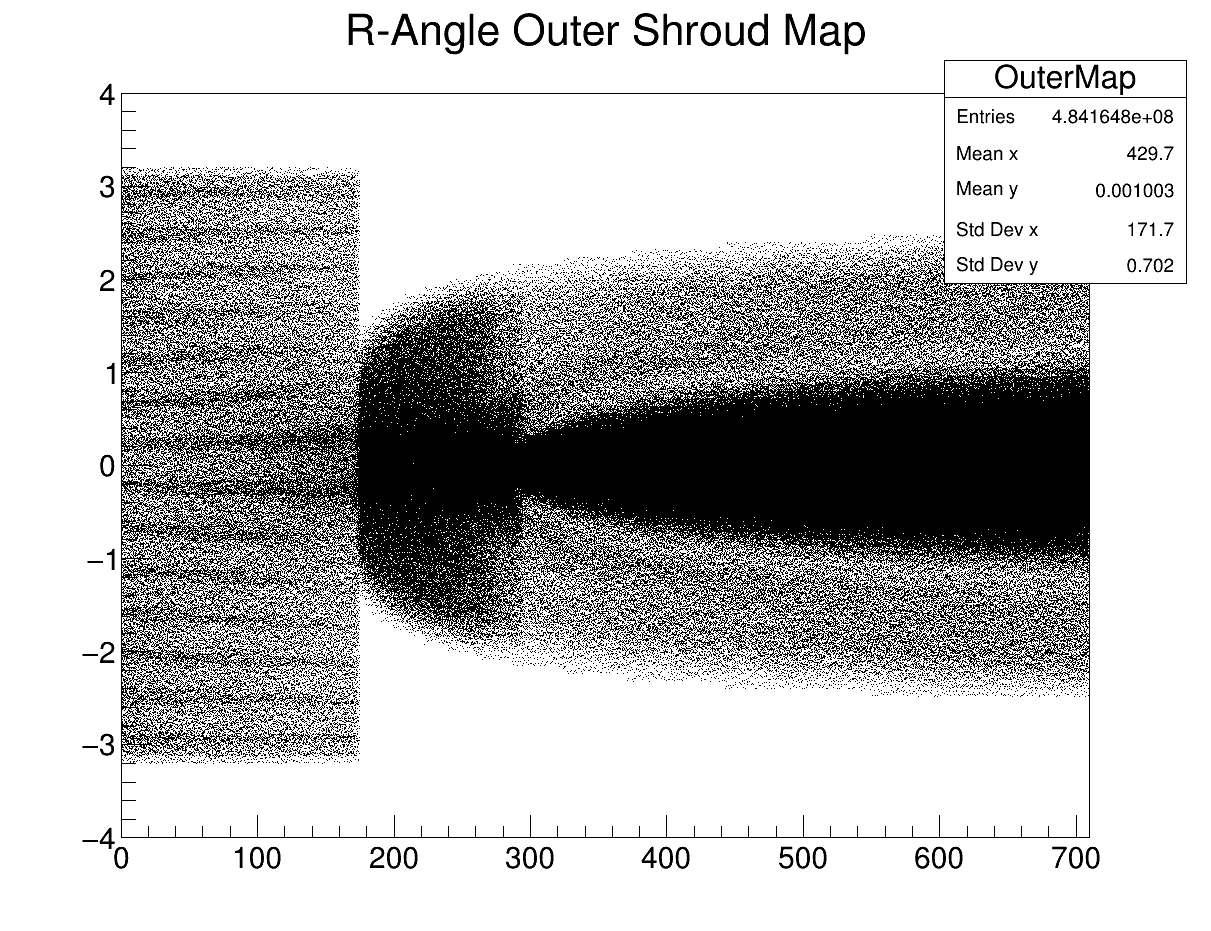 R-Angle Outer Shroud Map
OuterMap
Entries 4.841648e+08
Mean x 429.7
Mean y 0.001003
Std Dev x 171.7
Std Dev y 0.702
4
3
2
1
0
−1
−2
−3
−4
0 100 200 300 400 500 600 700